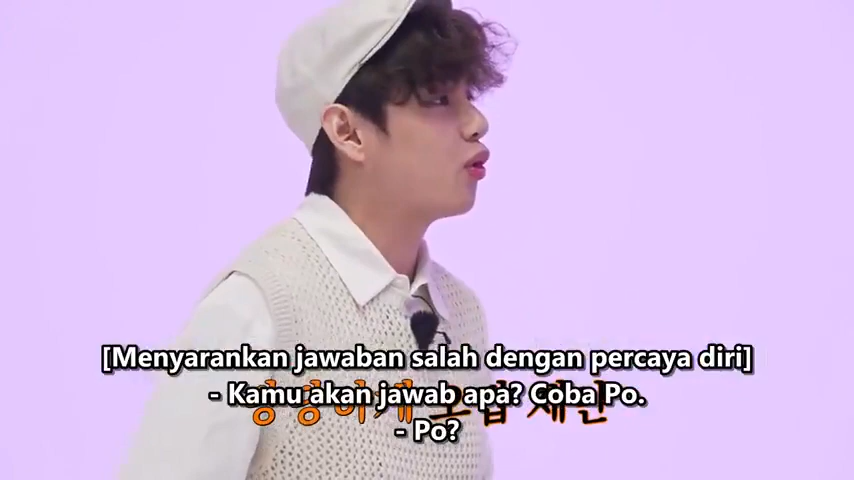 [Menyarankan jawaban salah dengan percaya diri]
- Kamu akan jawab apa? Coba Po.
- Po?